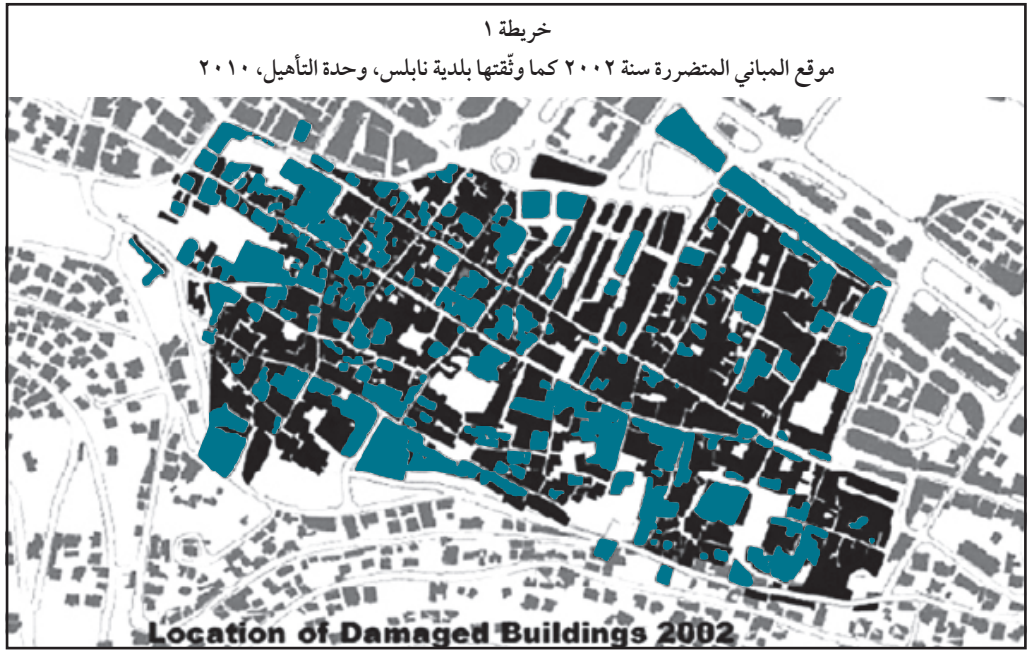 خريطة ١
موقع المباني المتضررة سنة ٢٠٠٢ كما وثّقتها بلدية نابلس، وحدة التأهيل، ٢٠١٠
Location of Damaged Buildings 2002